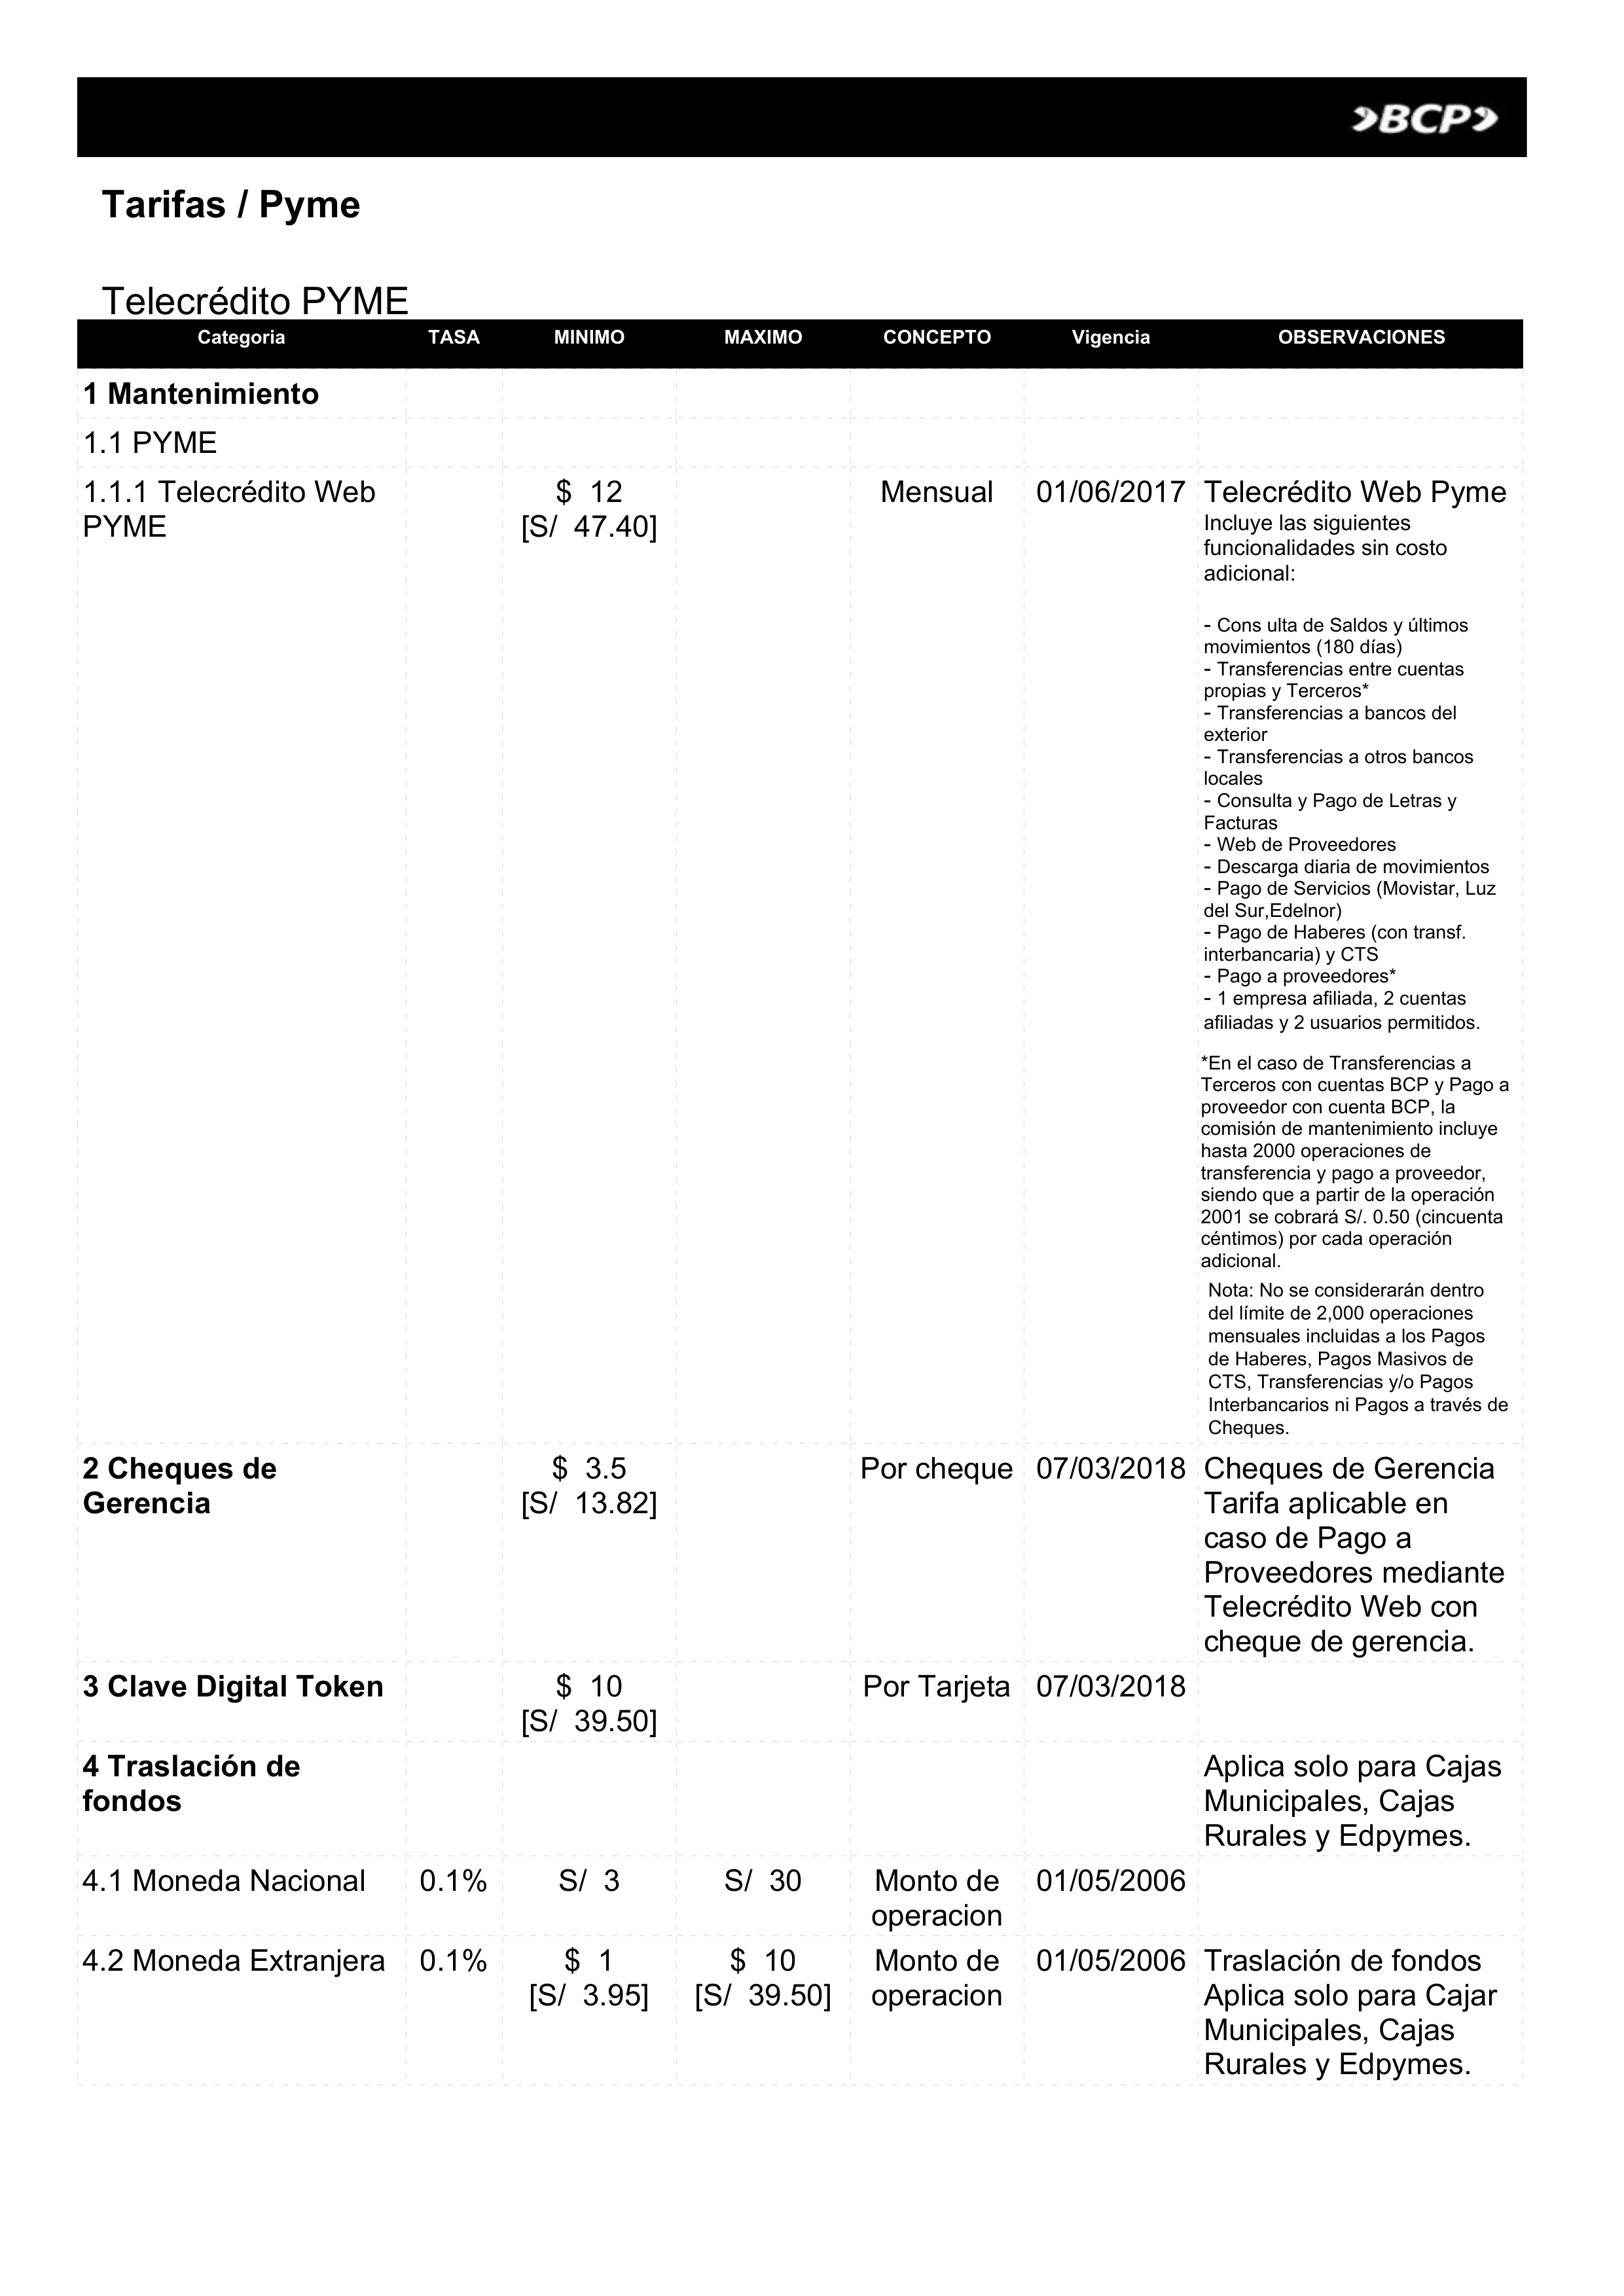 BCP
Tarifas / Pyme
Telecrédito PYME
Categoria TASA MINIMO MAXIMO CONCEPTO Vigencia OBSERVACIONES
1 Mantenimiento
1.1 PYME
1.1.1 Telecrédito Web
PYME
$ 12
[S/ 47.40]
Mensual
01/06/2017
Telecrédito Web Pyme
Incluye las siguientes
funcionalidades sin costo
adicional:
- Cons ulta de Saldos y últimos
movimientos (180 días)
- Transferencias entre cuentas
propias y Terceros*
- Transferencias a bancos del
exterior
- Transferencias a otros bancos
locales
- Consulta y Pago de Letras y
Facturas
- Web de Proveedores
- Descarga diaria de movimientos
- Pago de Servicios (Movistar, Luz
del Sur,Edelnor)
- Pago de Haberes (con transf.
interbancaria) y CTS
- Pago a proveedores*
- 1 empresa afiliada, 2 cuentas
afiliadas y 2 usuarios permitidos.
*En el caso de Transferencias a
Terceros con cuentas BCP y Pago a
proveedor con cuenta BCP, la
comisión de mantenimiento incluye
hasta 2000 operaciones de
transferencia y pago a proveedor,
siendo que a partir de la operación
2001 se cobrará S/. 0.50 (cincuenta
céntimos) por cada operación
adicional.
Nota: No se considerarán dentro
del límite de 2,000 operaciones
mensuales incluidas a los Pagos
de Haberes, Pagos Masivos de
CTS, Transferencias y/o Pagos
Interbancarios ni Pagos a través de
Cheques.
2 Cheques de
Gerencia
$ 3.5
[S/ 13.82]
Por cheque
07/03/2018
Cheques de Gerencia
Tarifa aplicable en
caso de Pago a
Proveedores mediante
Telecrédito Web con
cheque de gerencia.
3 Clave Digital Token
$ 10
[S/ 39.50]
Por Tarjeta
07/03/2018
4 Traslación de
fondos
Aplica solo para Cajas
Municipales, Cajas
Rurales y Edpymes.
4.1 Moneda Nacional
0.1%
S/ 3
S/ 30
Monto de
operacion
01/05/2006
4.2 Moneda Extranjera
0.1%
$ 1
[S/ 3.95]
$ 10
[S/ 39.50]
Monto de
operacion
01/05/2006
Traslación de fondos
Aplica solo para Cajar
Municipales, Cajas
Rurales y Edpymes.